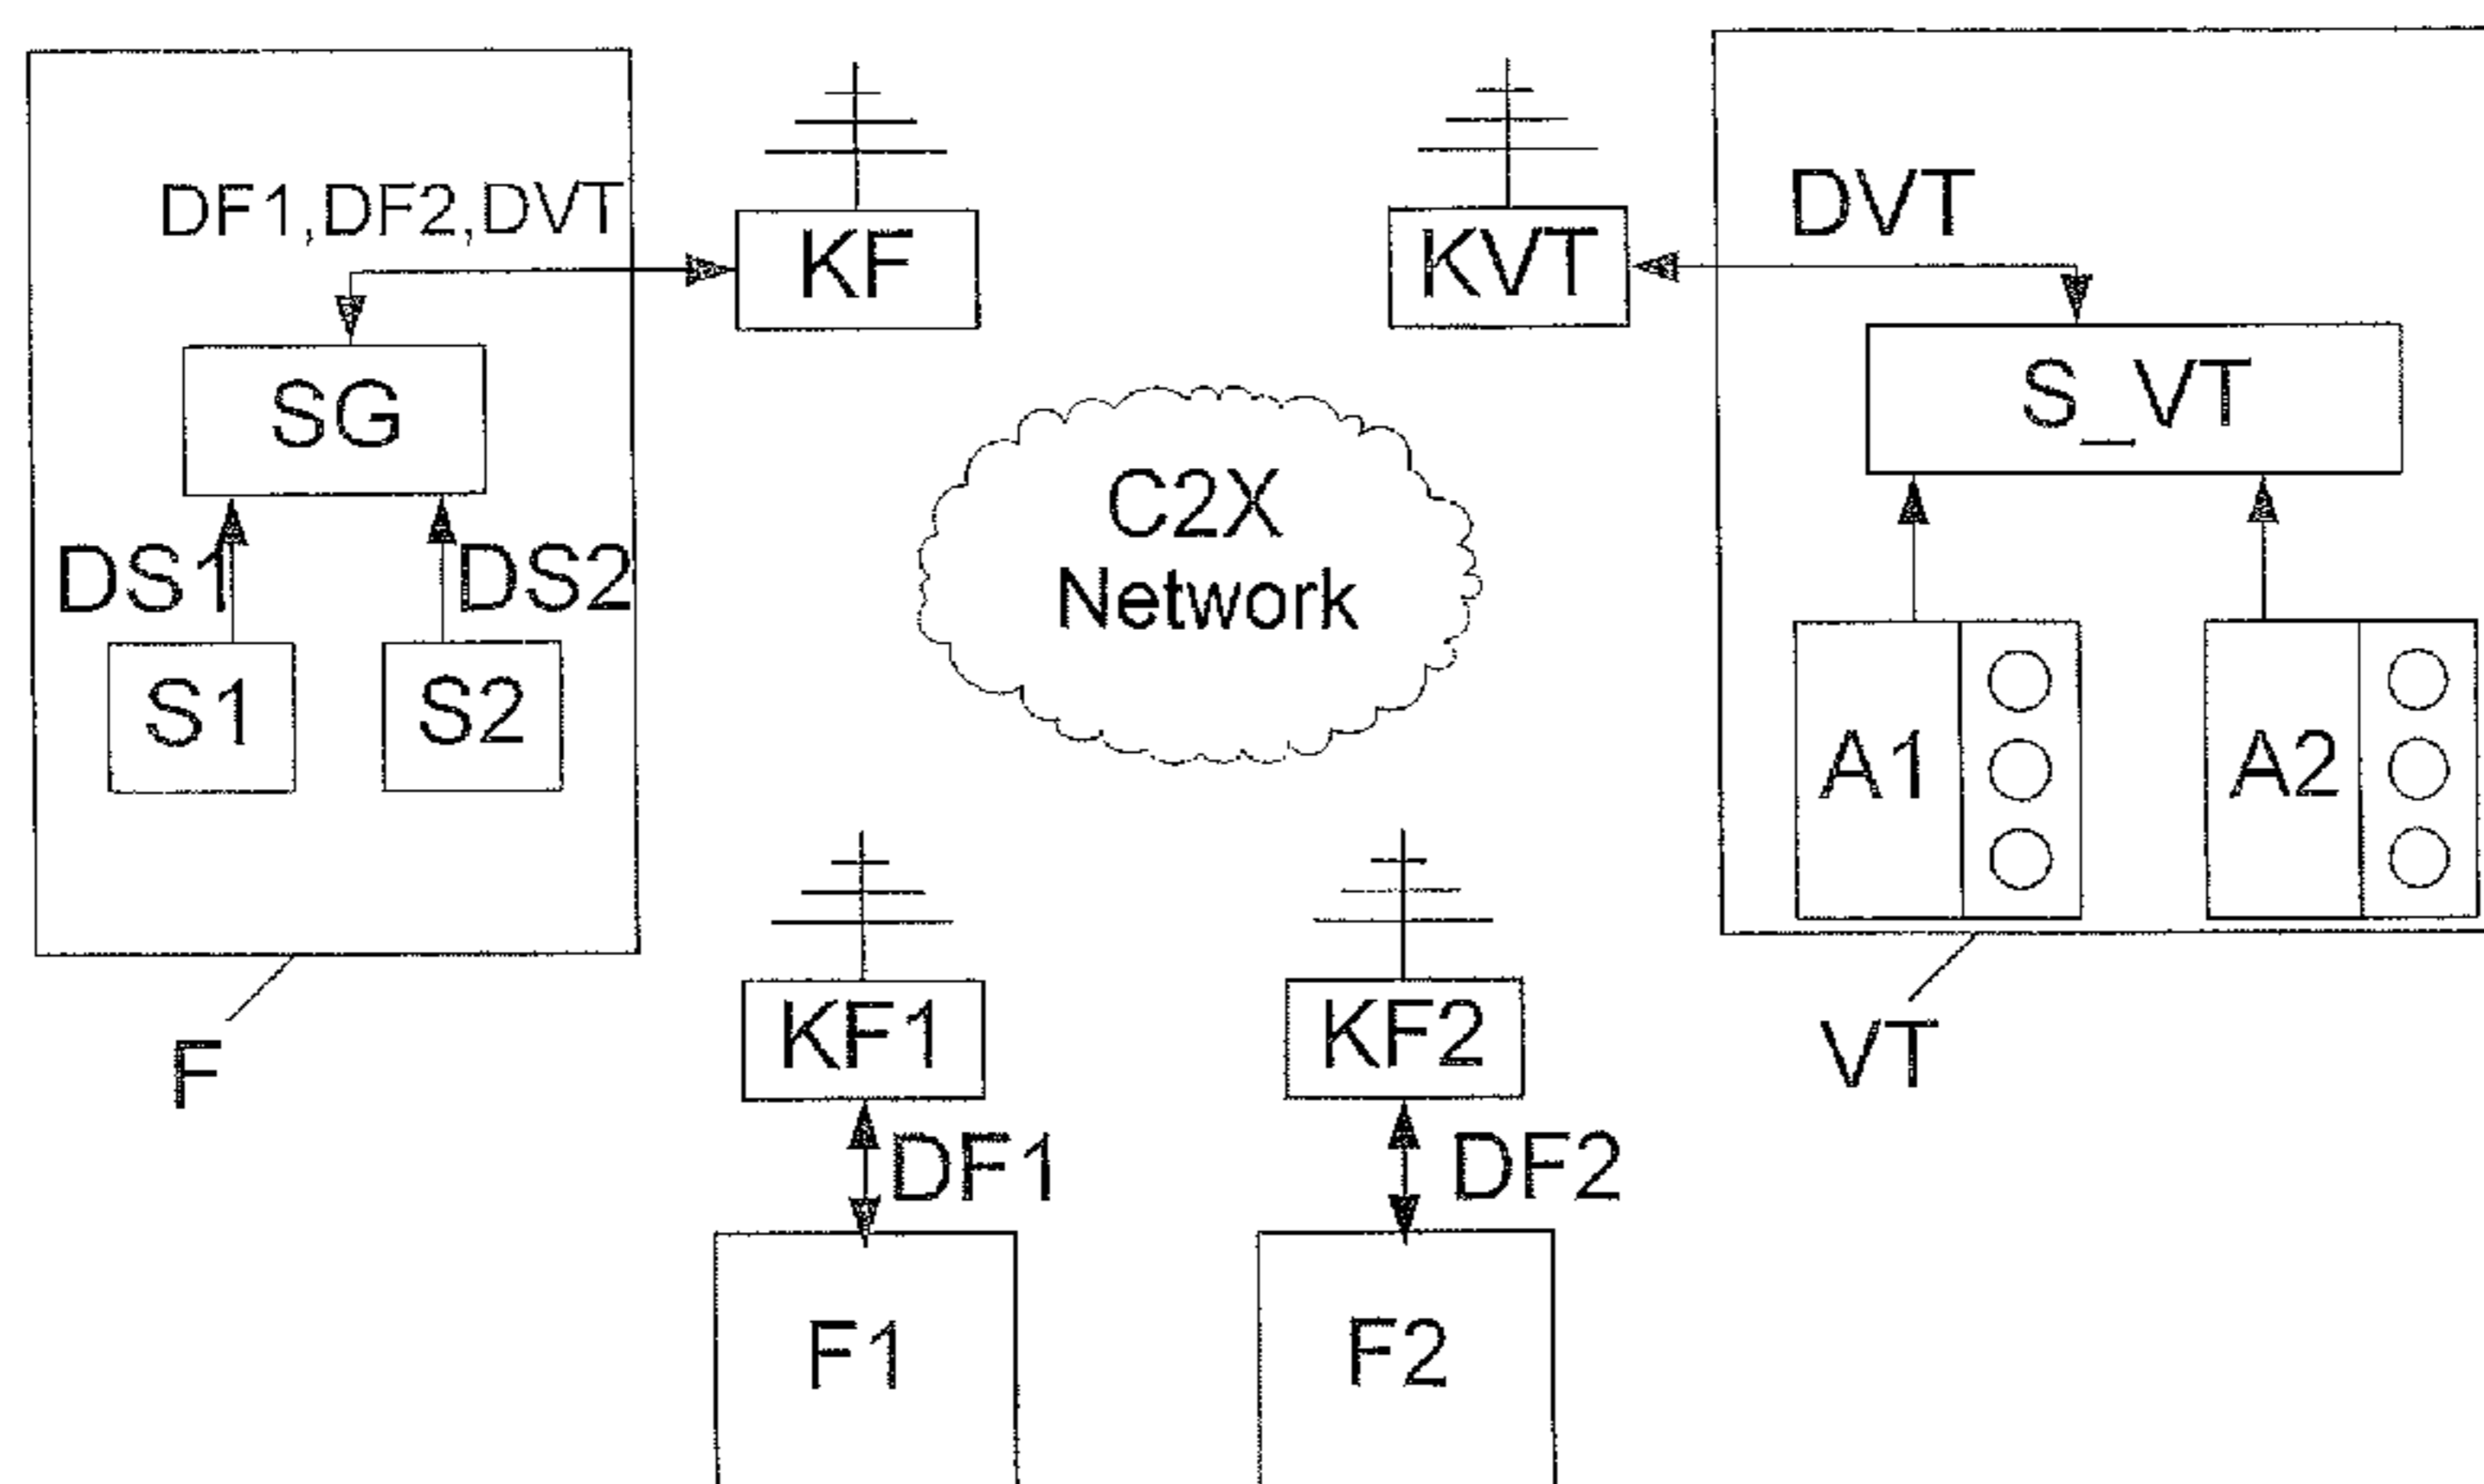 DF1,DF2,DVT
KF
KVT
DVT
SG
S_VT
C2X
Network
DS1
DS2
S1
S2
A1
A2
F
KF1
KF2
VT
DF1
DF2
F1
F2